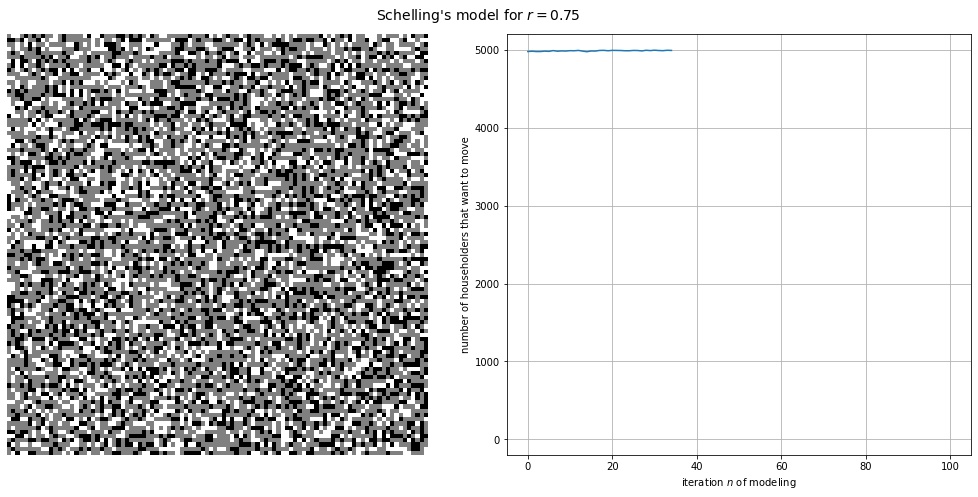 Schelling's model for r = 0.75
number of householders that want to move
5000
4000
3000
2000
1000
0
0 20 40 60 80 100
iteration n of modeling